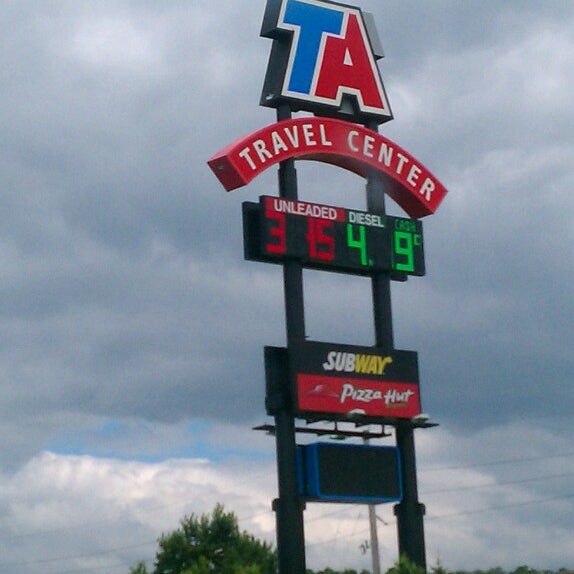 TA
TRAVEL CENTER
UNLEADED DIESEL CASH
3 15 4. 9
SUBWAY
Pizza Hut